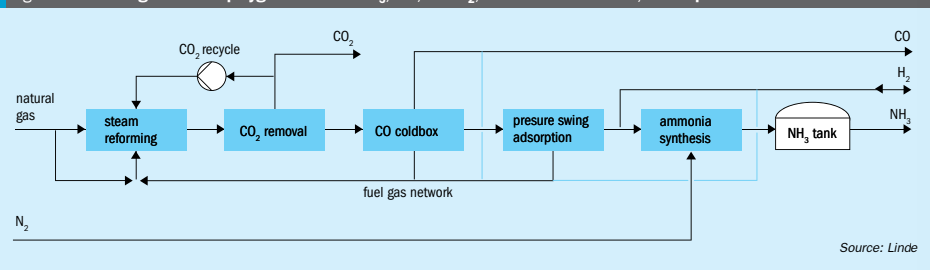 CO₂
CO
CO₂ recycle
H₂
natural
gas
steam
reforming
CO₂ removal
CO coldbox
presure swing
adsorption
ammonia
synthesis
NH₃ tank
NH₃
fuel gas network
N₂
Source: Linde